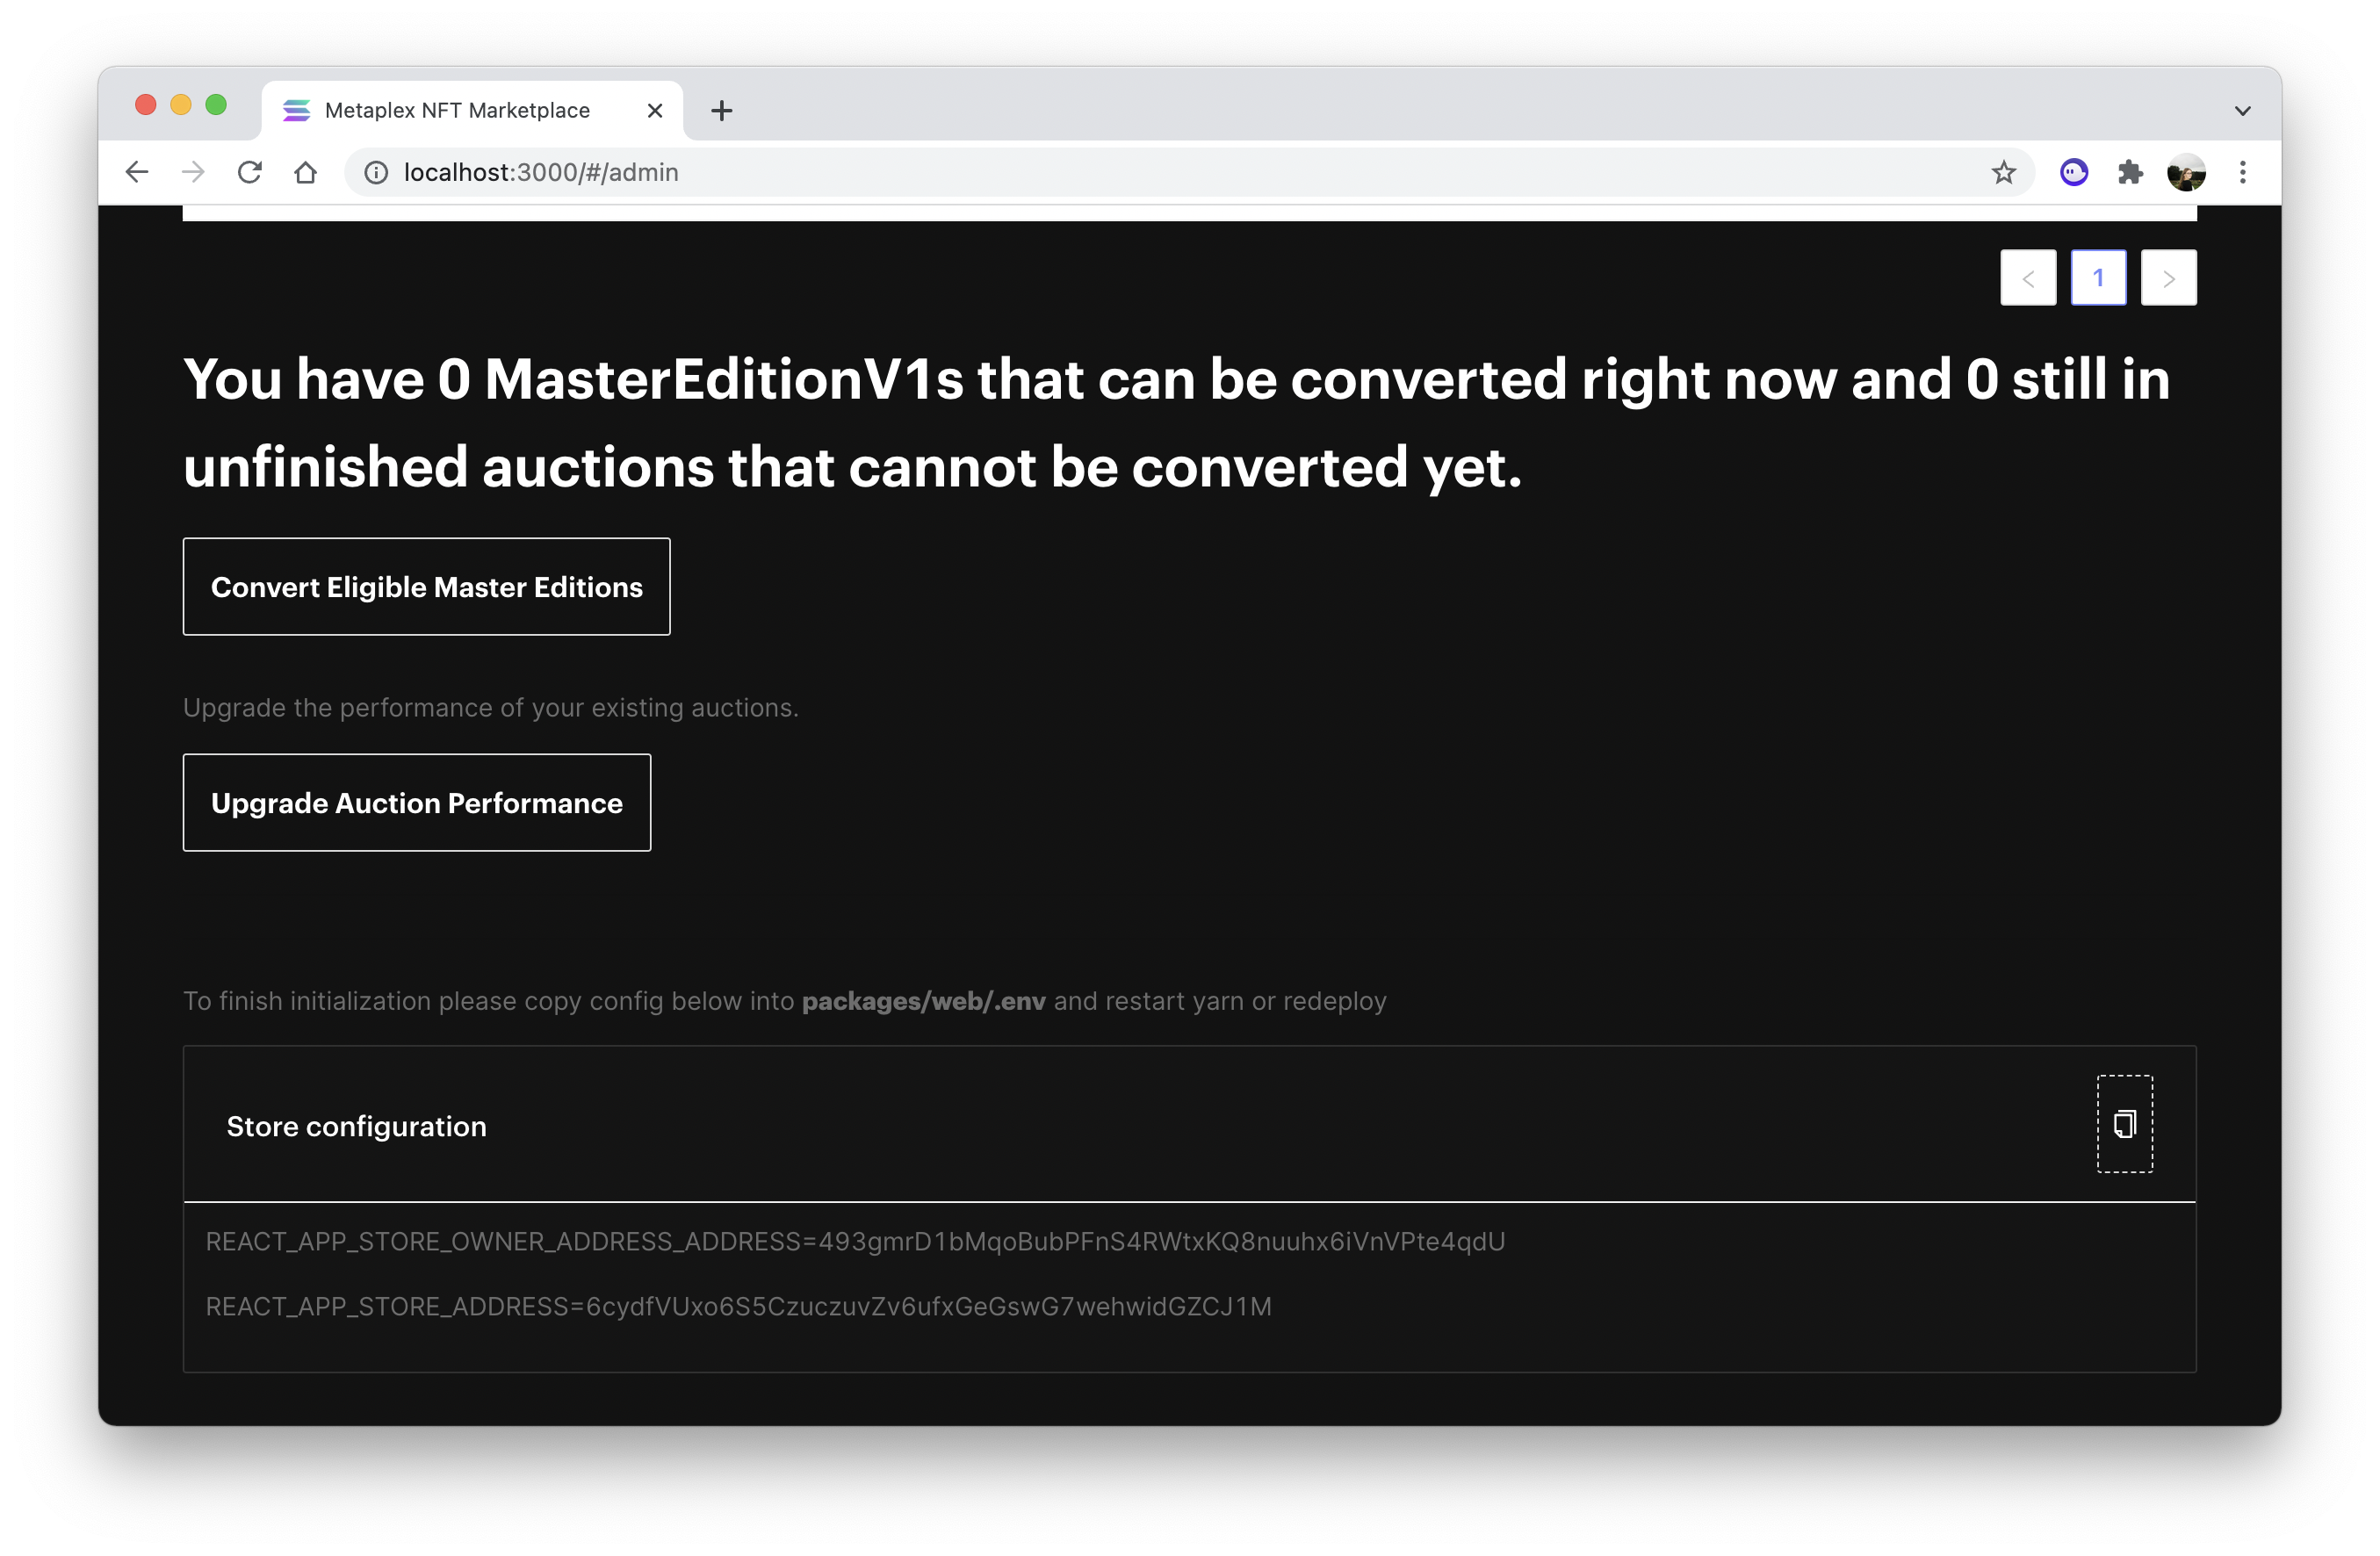 Metaplex NFT Marketplace
localhost:3000/#/admin
< 1 >
You have 0 MasterEditionV1s that can be converted right now and 0 still in
unfinished auctions that cannot be converted yet.
Convert Eligible Master Editions
Upgrade the performance of your existing auctions.
Upgrade Auction Performance
To finish initialization please copy config below into packages/web/.env and restart yarn or redeploy
Store configuration
REACT_APP_STORE_OWNER_ADDRESS_ADDRESS=493gmrD1bMqoBubPFnS4RWtxKQ8nuuhx6iVnVPte4qdU
REACT_APP_STORE_ADDRESS=6cydfVUxo6S5CzuczuvZv6ufxGeGswG7wehwidGZCJ1M